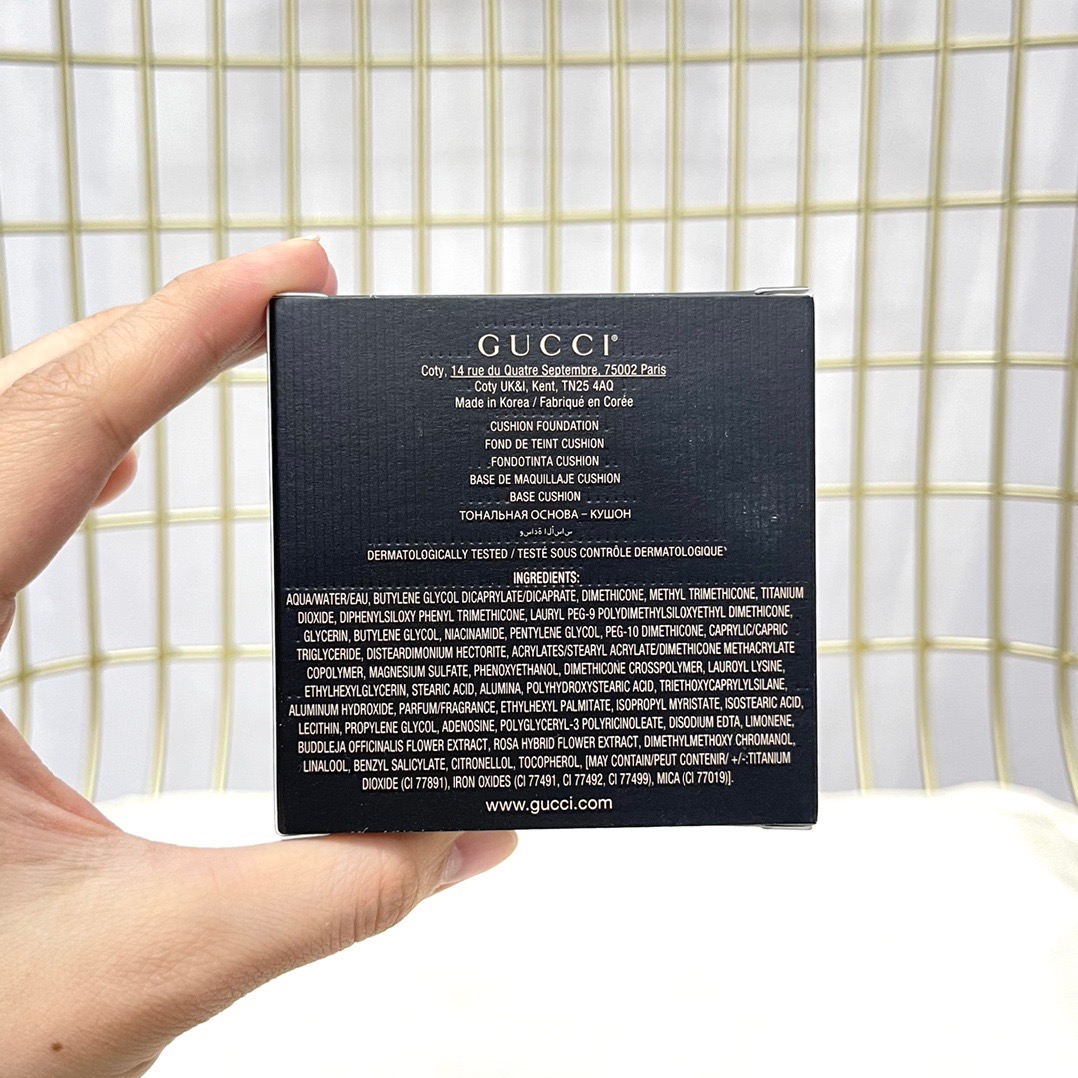 GUCCI®
Coty, 14 rue du Quatre Septembre, 75002 Paris
Coty UK&I, Kent, TN25 4AQ
Made in Korea / Fabriqué en Corée
CUSHION FOUNDATION
FOND DE TEINT CUSHION
FONDOTINTA CUSHION
BASE DE MAQUILLAJE CUSHION
BASE CUSHION
ТОНАЛЬНАЯ ОСНОВА – КУШОН
وسادة الأساس
DERMATOLOGICALLY TESTED / TESTÉ SOUS CONTRÔLE DERMATOLOGIQUE
INGREDIENTS:
AQUA/WATER/EAU, BUTYLENE GLYCOL DICAPRYLATE/DICAPRATE, DIMETHICONE, METHYL TRIMETHICONE, TITANIUM
DIOXIDE, DIPHENYLSILOXY PHENYL TRIMETHICONE, LAURYL PEG-9 POLYDIMETHYLSILOXYETHYL DIMETHICONE,
GLYCERIN, BUTYLENE GLYCOL, NIACINAMIDE, PENTYLENE GLYCOL, PEG-10 DIMETHICONE, CAPRYLIC/CAPRIC
TRIGLYCERIDE, DISTEARDIMONIUM HECTORITE, ACRYLATES/STEARYL ACRYLATE/DIMETHICONE METHACRYLATE
COPOLYMER, MAGNESIUM SULFATE, PHENOXYETHANOL, DIMETHICONE CROSSPOLYMER, LAUROYL LYSINE,
ETHYLHEXYLGLYCERIN, STEARIC ACID, ALUMINA, POLYHYDROXYSTEARIC ACID, TRIETHOXYCAPRYLYLSILANE,
ALUMINUM HYDROXIDE, PARFUM/FRAGRANCE, ETHYLHEXYL PALMITATE, ISOPROPYL MYRISTATE, ISOSTEARIC ACID,
LECITHIN, PROPYLENE GLYCOL, ADENOSINE, POLYGLYCERYL-3 POLYRICINOLEATE, DISODIUM EDTA, LIMONENE,
BUDDLEJA OFFICINALIS FLOWER EXTRACT, ROSA HYBRID FLOWER EXTRACT, DIMETHYLMETHOXY CHROMANOL,
LINALOOL, BENZYL SALICYLATE, CITRONELLOL, TOCOPHEROL, [MAY CONTAIN/PEUT CONTENIR/ +/-:TITANIUM
DIOXIDE (CI 77891), IRON OXIDES (CI 77491, CI 77492, CI 77499), MICA (CI 77019)].
www.gucci.com